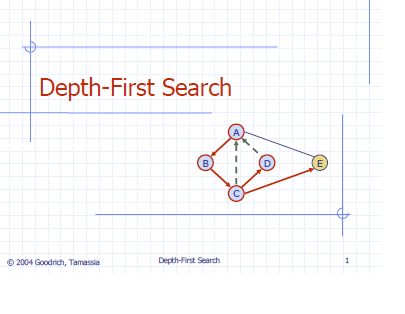 Depth-First Search
A
B
D
E
C
© 2004 Goodrich, Tamassia
Depth-First Search
1